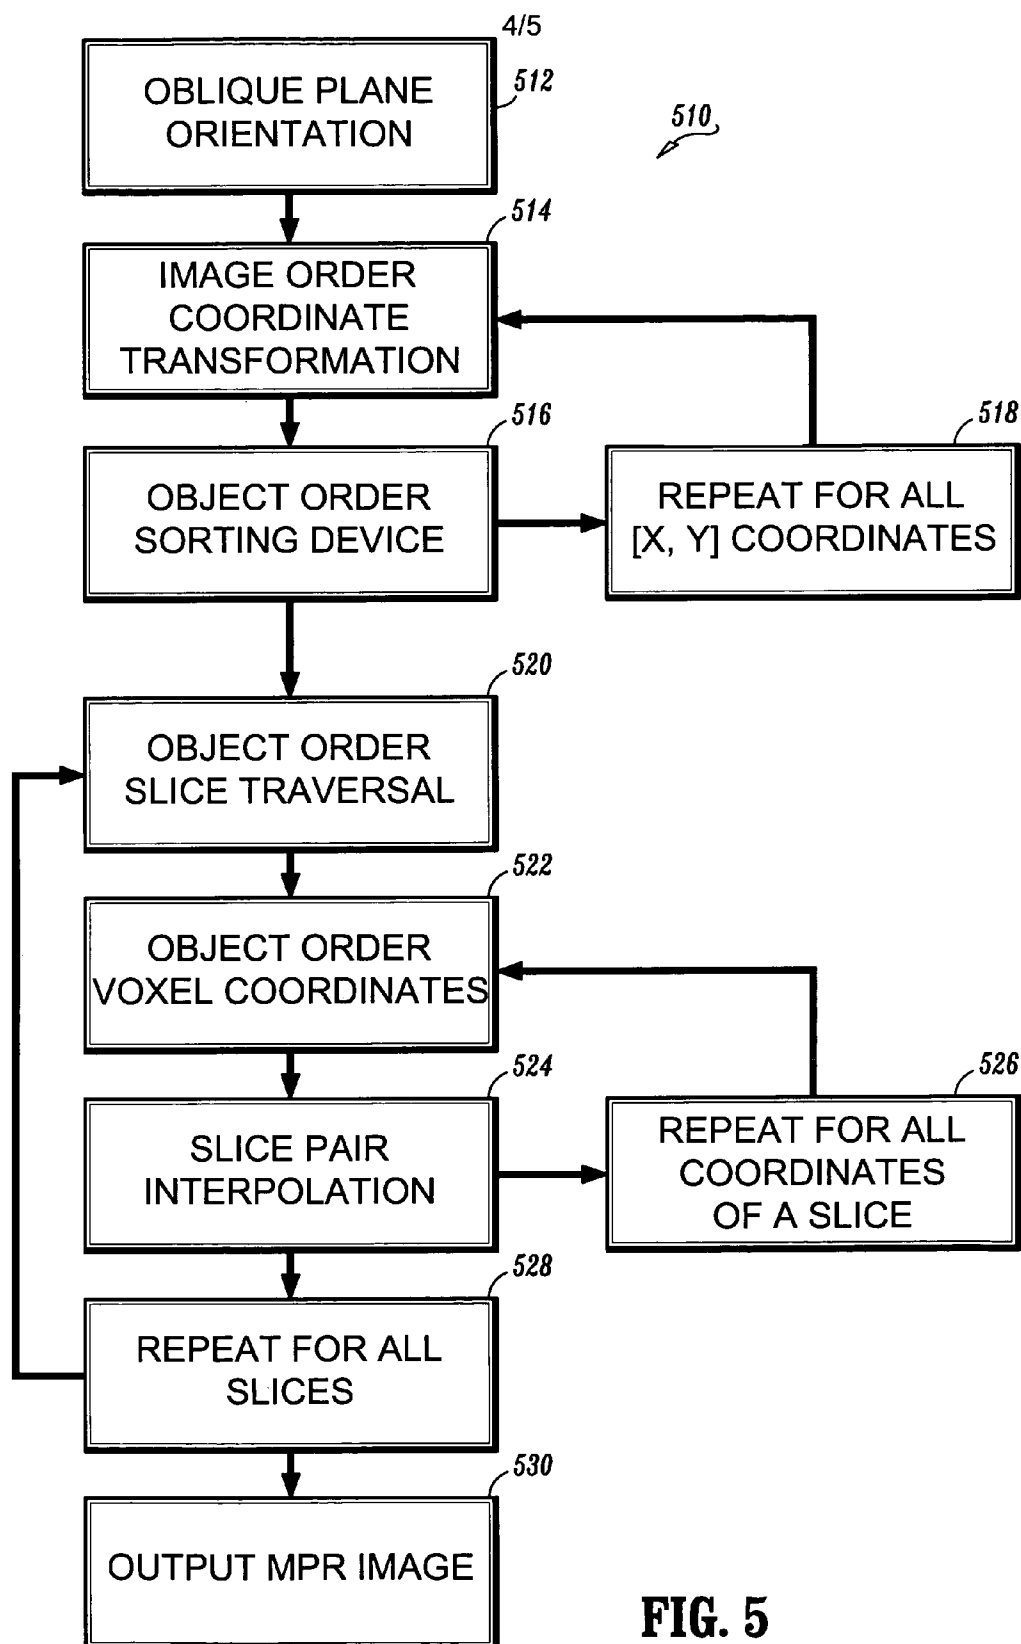 4/5
OBLIQUE PLANE
ORIENTATION
512
510
514
IMAGE ORDER
COORDINATE
TRANSFORMATION
516
OBJECT ORDER
SORTING DEVICE
518
REPEAT FOR ALL
[X, Y] COORDINATES
520
OBJECT ORDER
SLICE TRAVERSAL
522
OBJECT ORDER
VOXEL COORDINATES
524
SLICE PAIR
INTERPOLATION
526
REPEAT FOR ALL
COORDINATES
OF A SLICE
528
REPEAT FOR ALL
SLICES
530
OUTPUT MPR IMAGE
FIG. 5